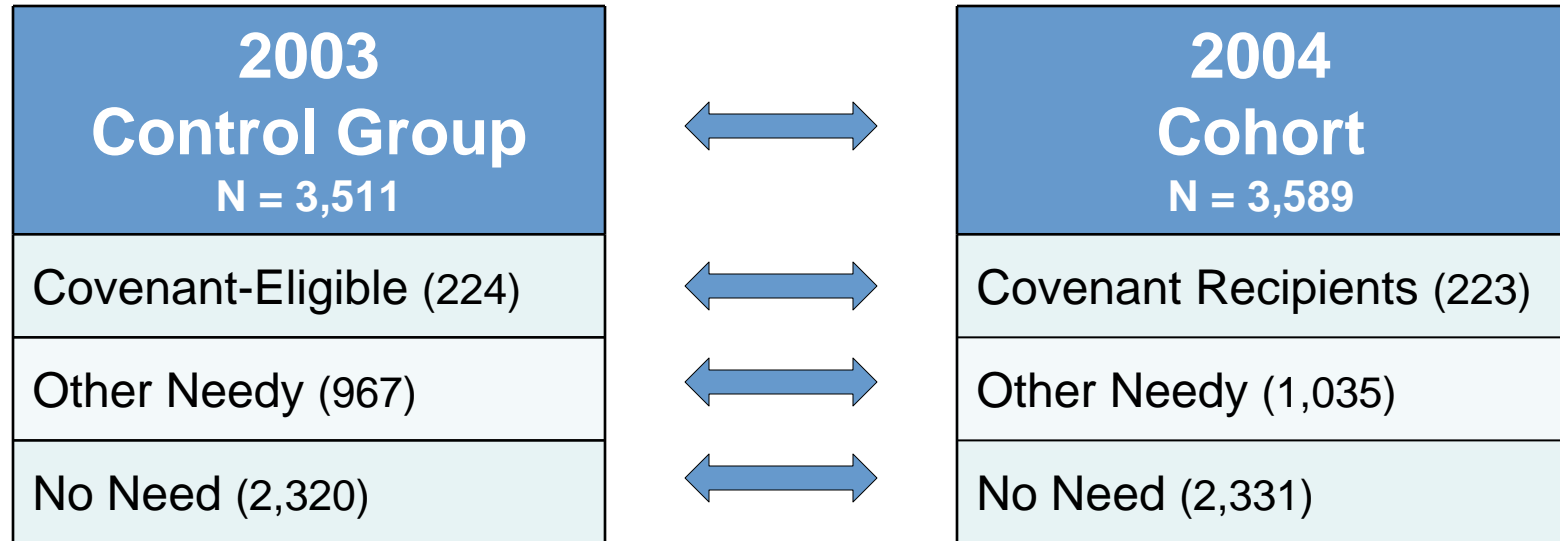 2003
Control Group
N = 3,511
Covenant-Eligible (224)
Other Needy (967)
No Need (2,320)
2004
Cohort
N = 3,589
Covenant Recipients (223)
Other Needy (1,035)
No Need (2,331)